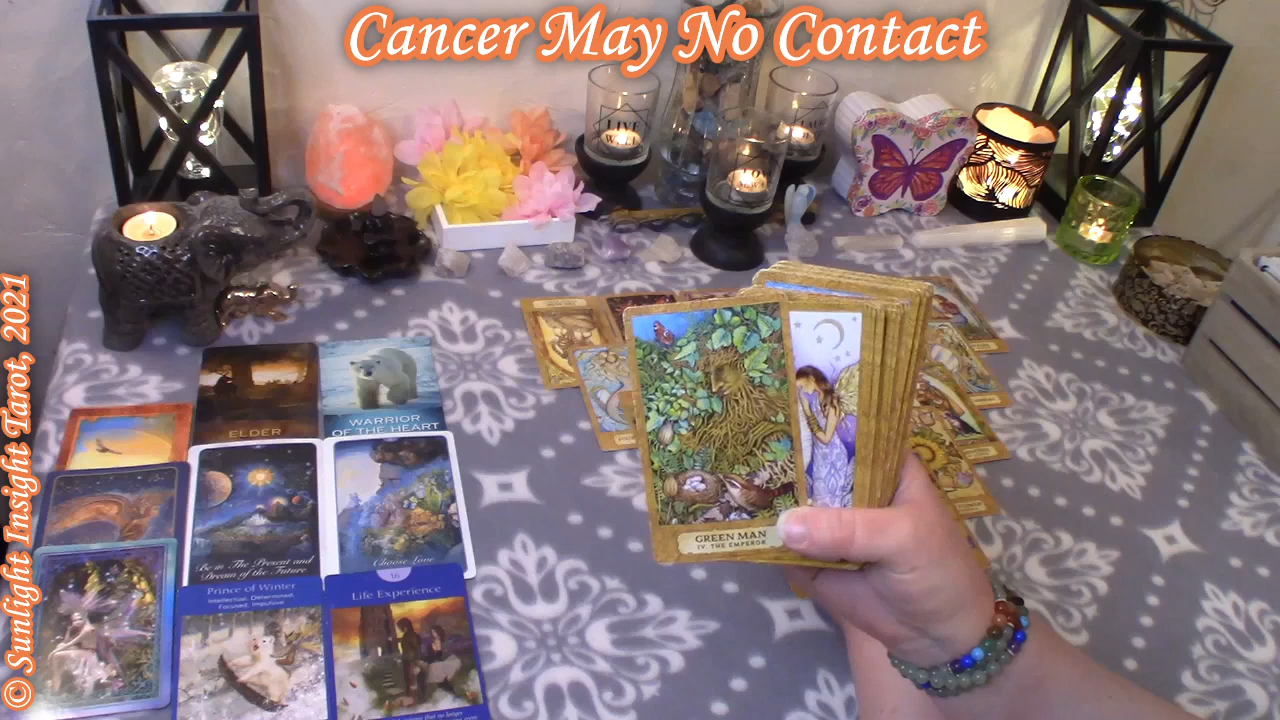 Cancer May No Contact
© Sunlight Insight Tarot, 2021
LIVE
WELL
ELDER
WARRIOR
OF THE HEART
Be in The Present and
Dream of the Future
Choose Love
Prince of Winter
Intellectual, Determined,
Focused, Impulsive
16
Life Experience
GREEN MAN
IV. THE EMPEROR